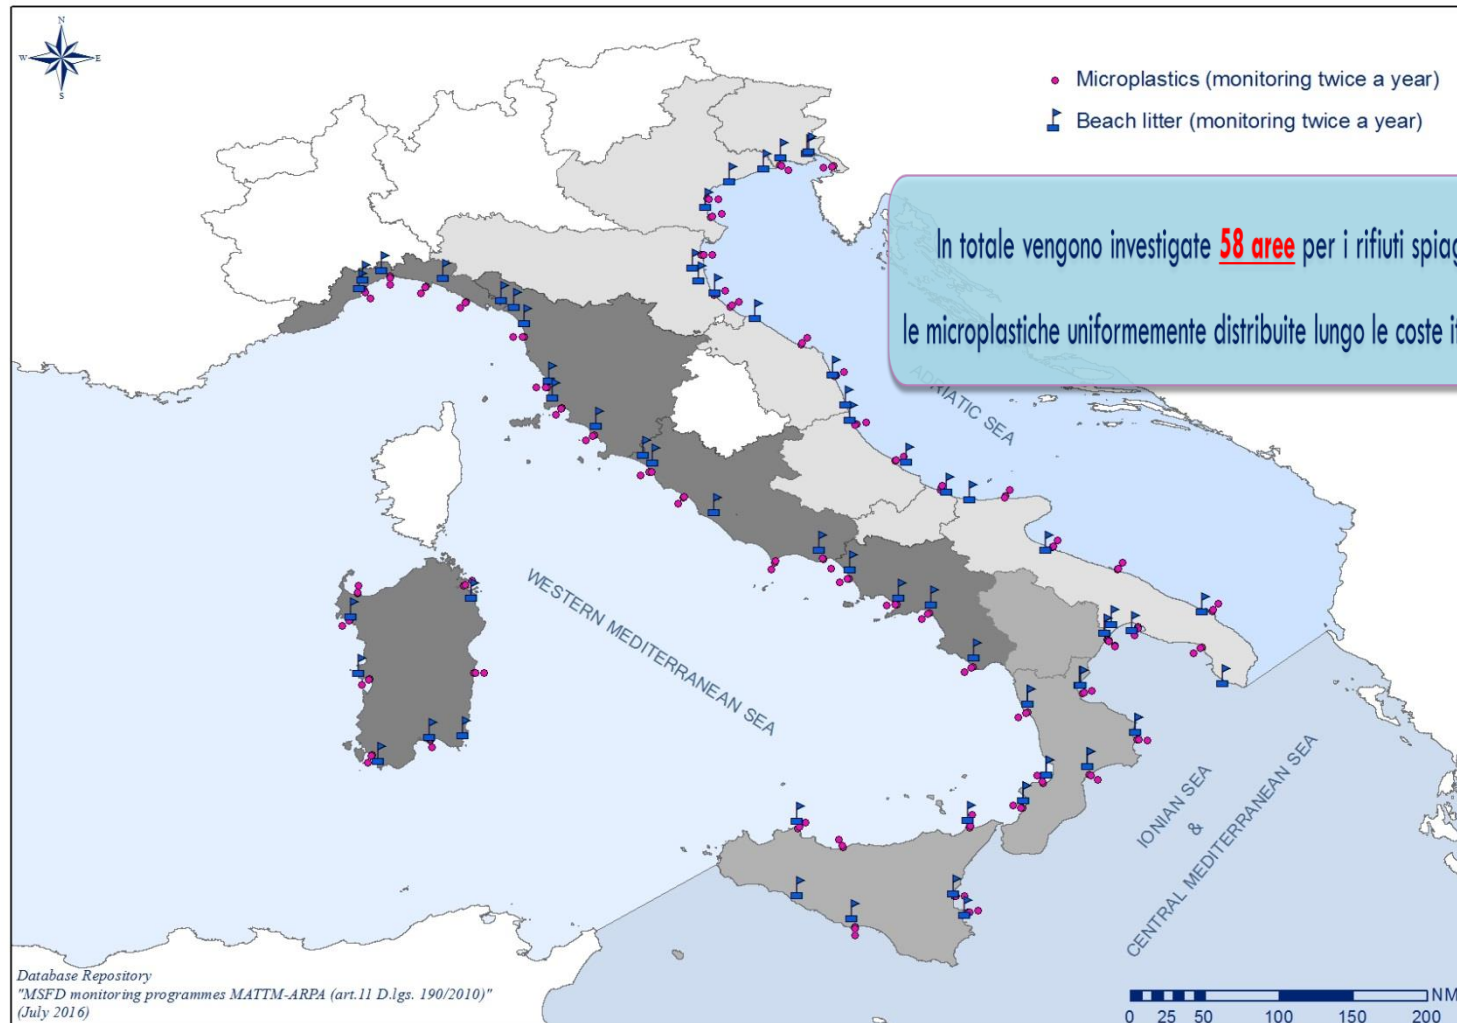 N
W E
S
Microplastics (monitoring twice a year)
Beach litter (monitoring twice a year)
In totale vengono investigate 58 aree per i rifiuti
le microplastiche uniformemente distribuite lungo le coste
ADRIATIC SEA
WESTERN MEDITERRANEAN SEA
IONIAN SEA
&
CENTRAL MEDITERRANEAN SEA
Database Repository
"MSFD monitoring programmes MATTM-ARPA (art.11 D.lgs. 190/2010)"
(July 2016)
NM
0 25 50 100 150 200